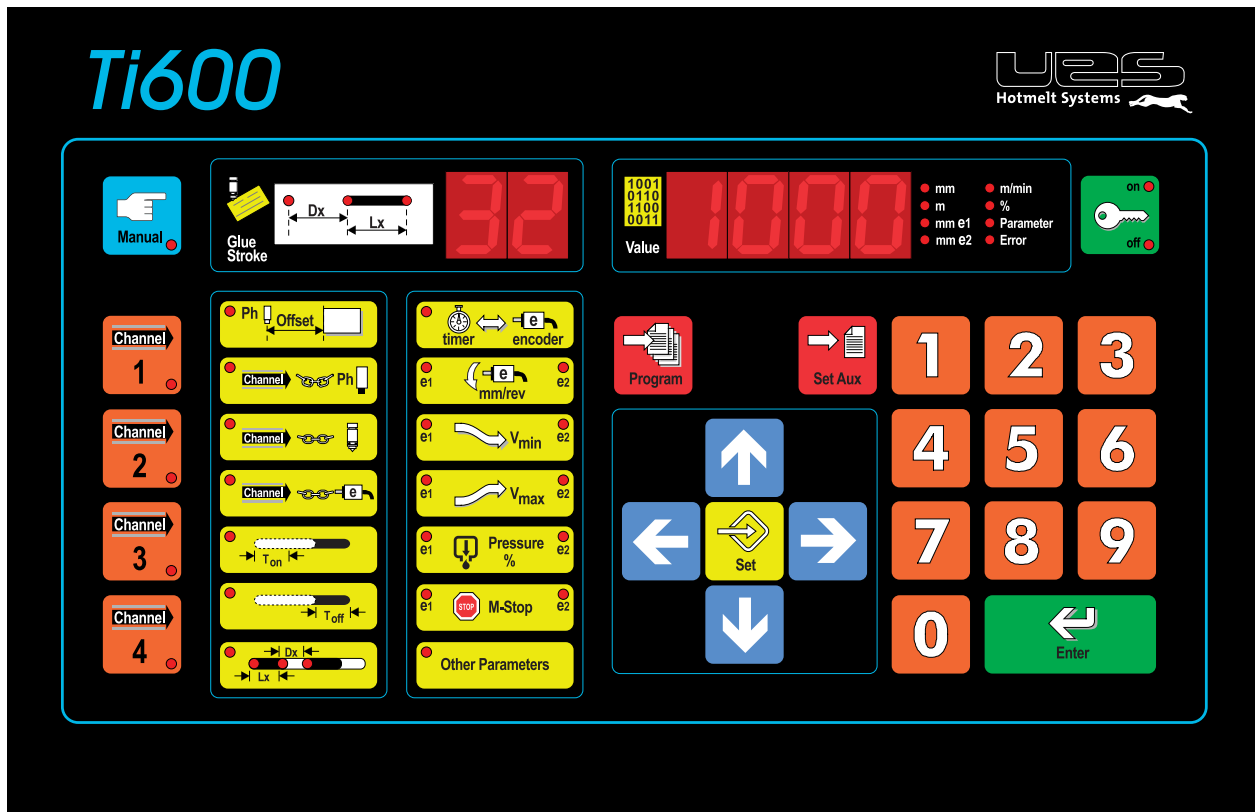 Ti600
UES
Hotmelt Systems
Manual
Glue
Stroke
Dx
Lx
32
1001
0110
1100
0011
Value
1000
mm
m
mm e1
mm e2
m/min
%
Parameter
Error
on
off
Channel
1
Channel
2
Channel
3
Channel
4
Ph
Offset
Channel Ph
Channel
Channel e
Ton
Toff
Dx
Lx
e
timer encoder
e
e1 mm/rev e2
e1 Vmin e2
e1 Vmax e2
e1 Pressure e2
%
e1 STOP M-Stop e2
Other Parameters
Program
Set Aux
Set
1 2 3
4 5 6
7 8 9
0
Enter